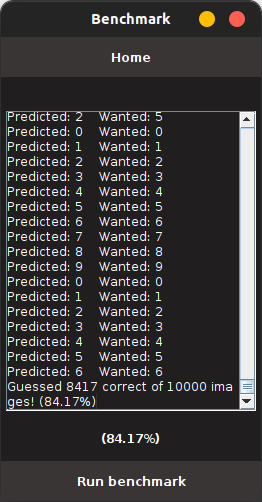 Benchmark
Home
Predicted: 2 Wanted: 5
Predicted: 0 Wanted: 0
Predicted: 1 Wanted: 1
Predicted: 2 Wanted: 2
Predicted: 3 Wanted: 3
Predicted: 4 Wanted: 4
Predicted: 5 Wanted: 5
Predicted: 6 Wanted: 6
Predicted: 7 Wanted: 7
Predicted: 8 Wanted: 8
Predicted: 9 Wanted: 9
Predicted: 0 Wanted: 0
Predicted: 1 Wanted: 1
Predicted: 2 Wanted: 2
Predicted: 3 Wanted: 3
Predicted: 4 Wanted: 4
Predicted: 5 Wanted: 5
Predicted: 6 Wanted: 6
Guessed 8417 correct of 10000 ima
ges! (84.17%)
(84.17%)
Run benchmark